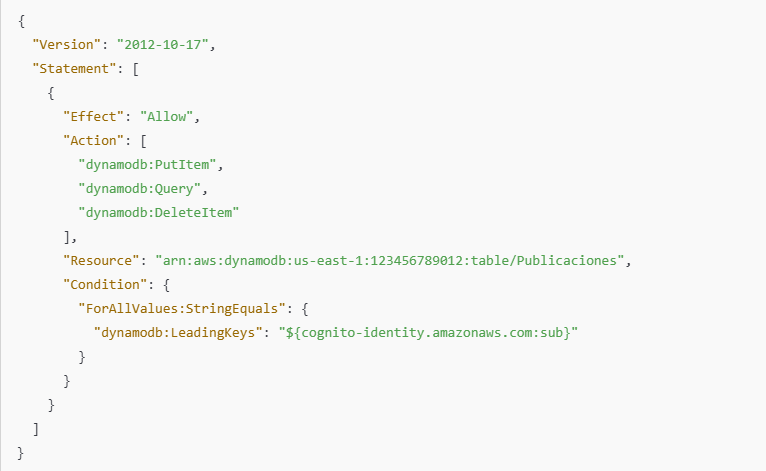 {
  "Version": "2012-10-17",
  "Statement": [
    {
      "Effect": "Allow",
      "Action": [
        "dynamodb:PutItem",
        "dynamodb:Query",
        "dynamodb:DeleteItem"
      ],
      "Resource": "arn:aws:dynamodb:us-east-1:123456789012:table/Publicaciones",
      "Condition": {
        "ForAllValues:StringEquals": {
          "dynamodb:LeadingKeys": "${cognito-identity.amazonaws.com:sub}"
        }
      }
    }
  ]
}